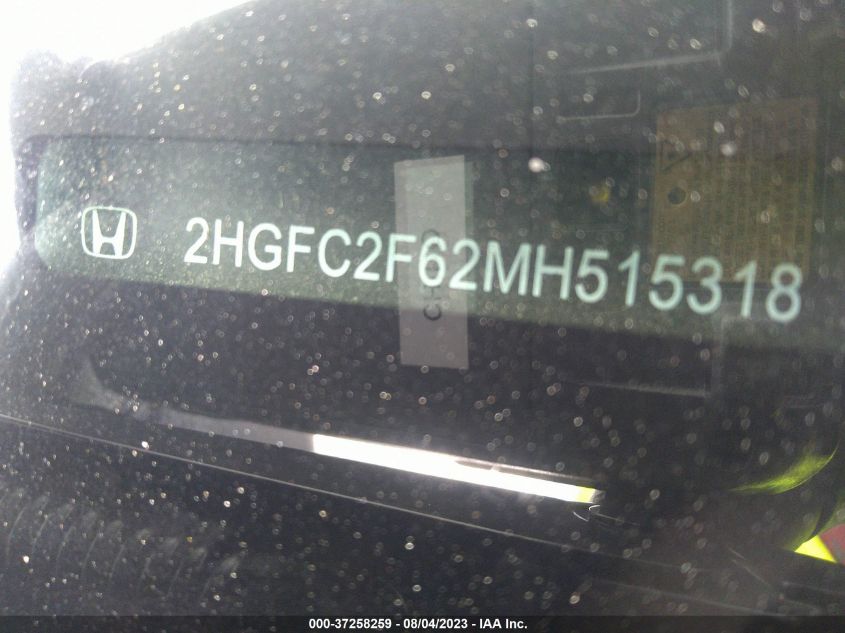 2HGFC2F62MH515318
000-37258259 - 08/04/2023 - IAA Inc.